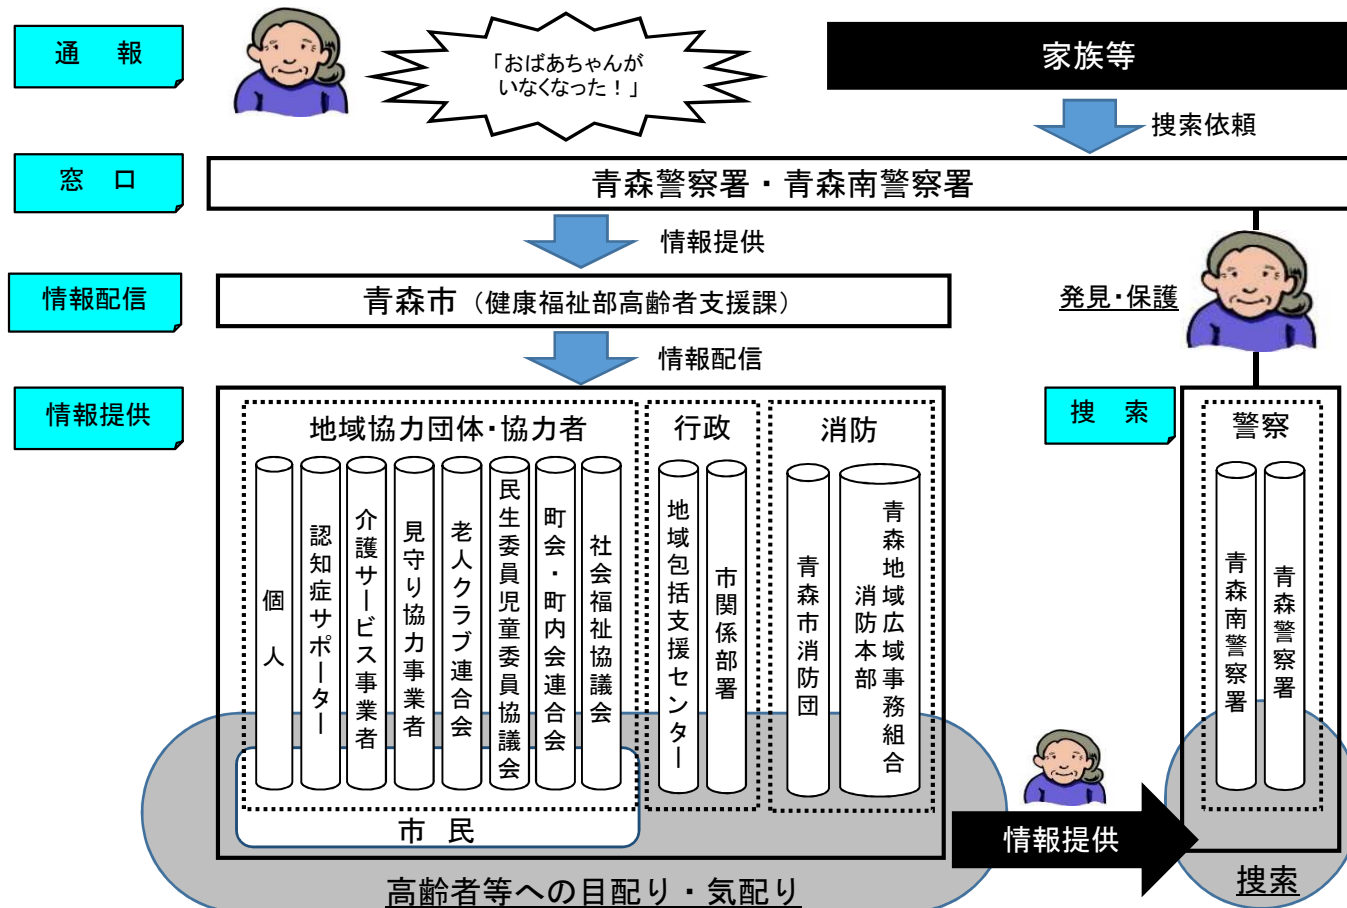 通　報
「おばあちゃんが
いなくなった！」
家族等
捜索依頼
窓　口
青森警察署・青森南警察署
情報提供
情報配信
青森市（健康福祉部高齢者支援課）
発見・保護
情報配信
情報提供
地域協力団体・協力者
行政
消防
捜　索
警察
個　人
認知症サポーター
介護サービス事業者
見守り協力事業者
老人クラブ連合会
民生委員児童委員協議会
町会・町内会連合会
社会福祉協議会
地域包括支援センター
市関係部署
青森市消防団
青森地域広域事務組合
消防本部
青森南警察署
青森警察署
市　民
情報提供
高齢者等への目配り・気配り
捜索